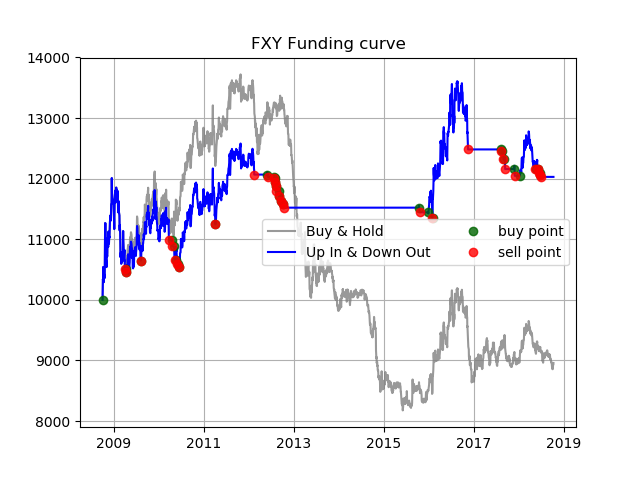 FXY Funding curve
14000
13000
12000
11000
10000
9000
8000
Buy & Hold
Up In & Down Out
buy point
sell point
2009 2011 2013 2015 2017 2019